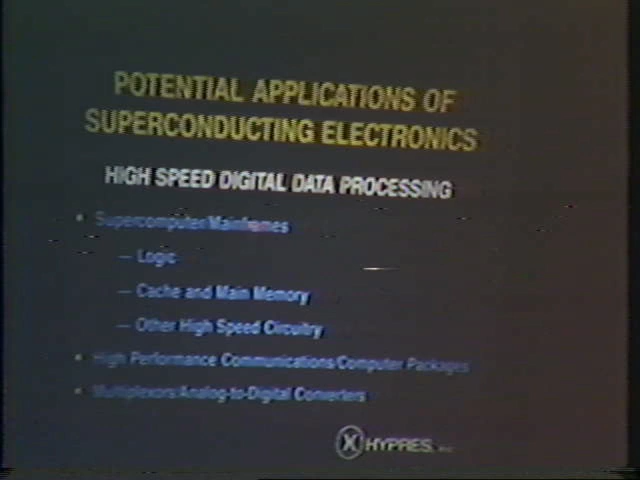 POTENTIAL APPLICATIONS OF
SUPERCONDUCTING ELECTRONICS
HIGH SPEED DIGITAL DATA PROCESSING
• Supercomputer/Mainframes
— Logic
— Cache and Main Memory
— Other High Speed Circuitry
• High Performance Communications/Computer Packages
• Multiplexors/Analog-to-Digital Converters
X HYPRES, INC.